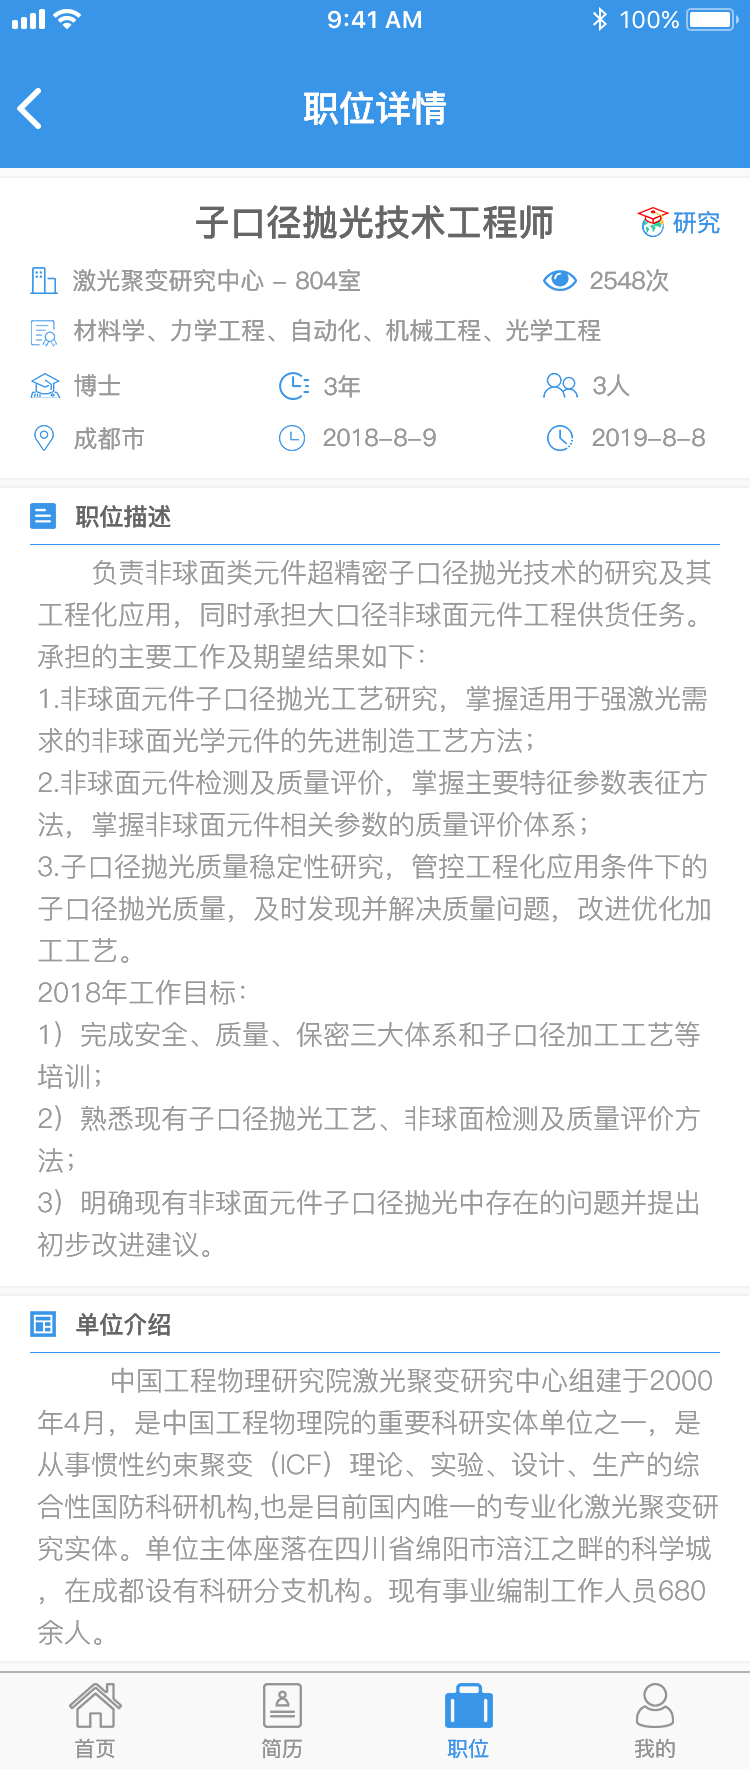 9:41 AM
100%
职位详情
子口径抛光技术工程师
研究
激光聚变研究中心 – 804室
2548次
材料学、力学工程、自动化、机械工程、光学工程
博士
3年
3人
成都市
2018–8–9
2019–8–8
职位描述
负责非球面类元件超精密子口径抛光技术的研究及其
工程化应用，同时承担大口径非球面元件工程供货任务。
承担的主要工作及期望结果如下：
1.非球面元件子口径抛光工艺研究，掌握适用于强激光需
求的非球面光学元件的先进制造工艺方法；
2.非球面元件检测及质量评价，掌握主要特征参数表征方
法，掌握非球面元件相关参数的质量评价体系；
3.子口径抛光质量稳定性研究，管控工程化应用条件下的
子口径抛光质量，及时发现并解决质量问题，改进优化加
工工艺。
2018年工作目标：
1）完成安全、质量、保密三大体系和子口径加工工艺等
培训；
2）熟悉现有子口径抛光工艺、非球面检测及质量评价方
法；
3）明确现有非球面元件子口径抛光中存在的问题并提出
初步改进建议。
单位介绍
中国工程物理研究院激光聚变研究中心组建于2000
年4月，是中国工程物理院的重要科研实体单位之一，是
从事惯性约束聚变（ICF）理论、实验、设计、生产的综
合性国防科研机构,也是目前国内唯一的专业化激光聚变研
究实体。单位主体座落在四川省绵阳市涪江之畔的科学城
，在成都设有科研分支机构。现有事业编制工作人员680
余人。
首页
简历
职位
我的